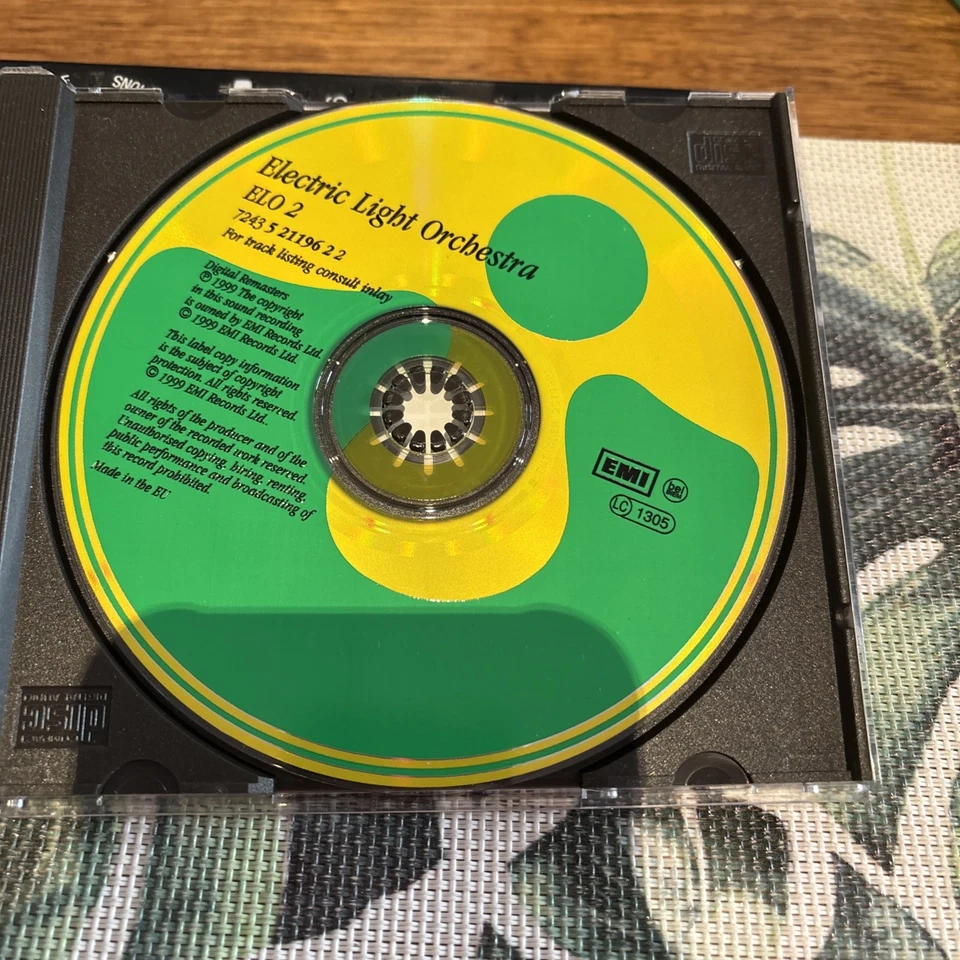 Electric Light Orchestra
ELO 2
7243 5 21196 2 2
For track listing consult inlay
Digital Remasters
℗ 1999 The copyright
in this sound recording
is owned by EMI Records Ltd.
© 1999 EMI Records Ltd.
This label copy information
is the subject of copyright
protection. All rights reserved.
© 1999 EMI Records Ltd..
All rights of the producer and of the
owner of the recorded work reserved.
Unauthorised copying, hiring, renting,
public performance and broadcasting of
this record prohibited.
Made in the EU
EMI
LC 1305